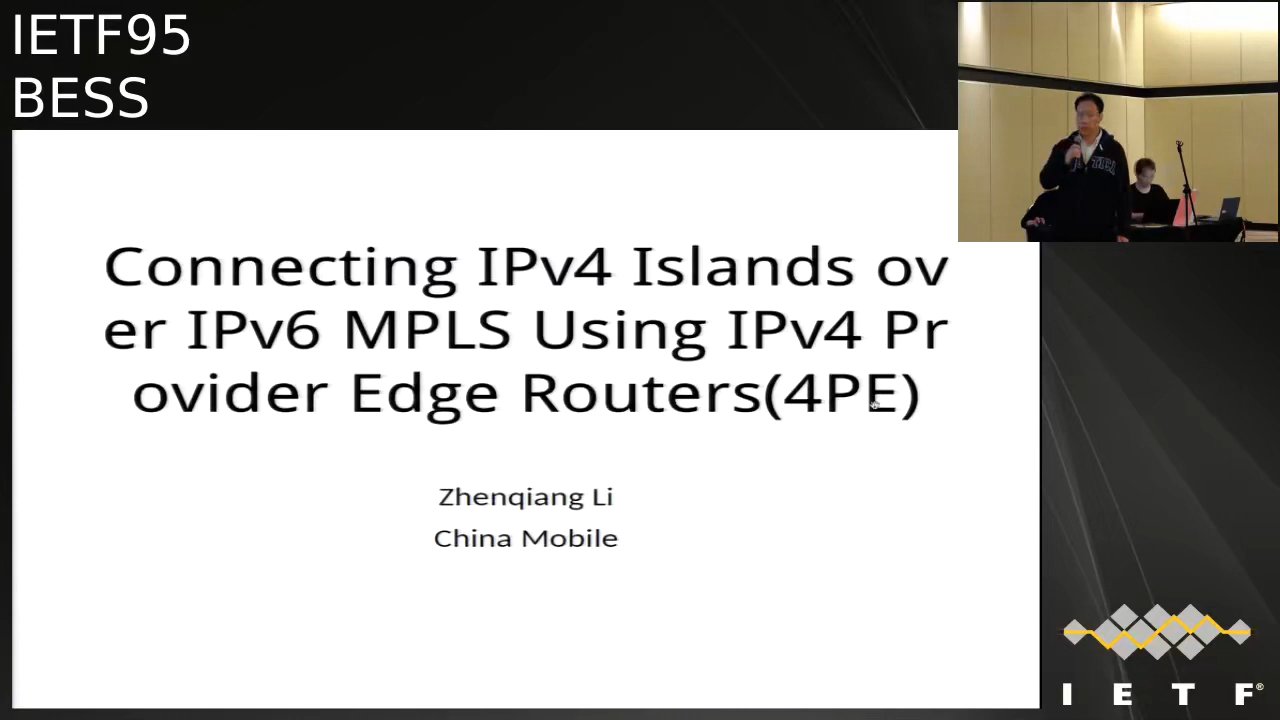 IETF95
BESS
Connecting IPv4 Islands ov
er IPv6 MPLS Using IPv4 Pr
ovider Edge Routers(4PE)
Zhenqiang Li
China Mobile
I E T F®